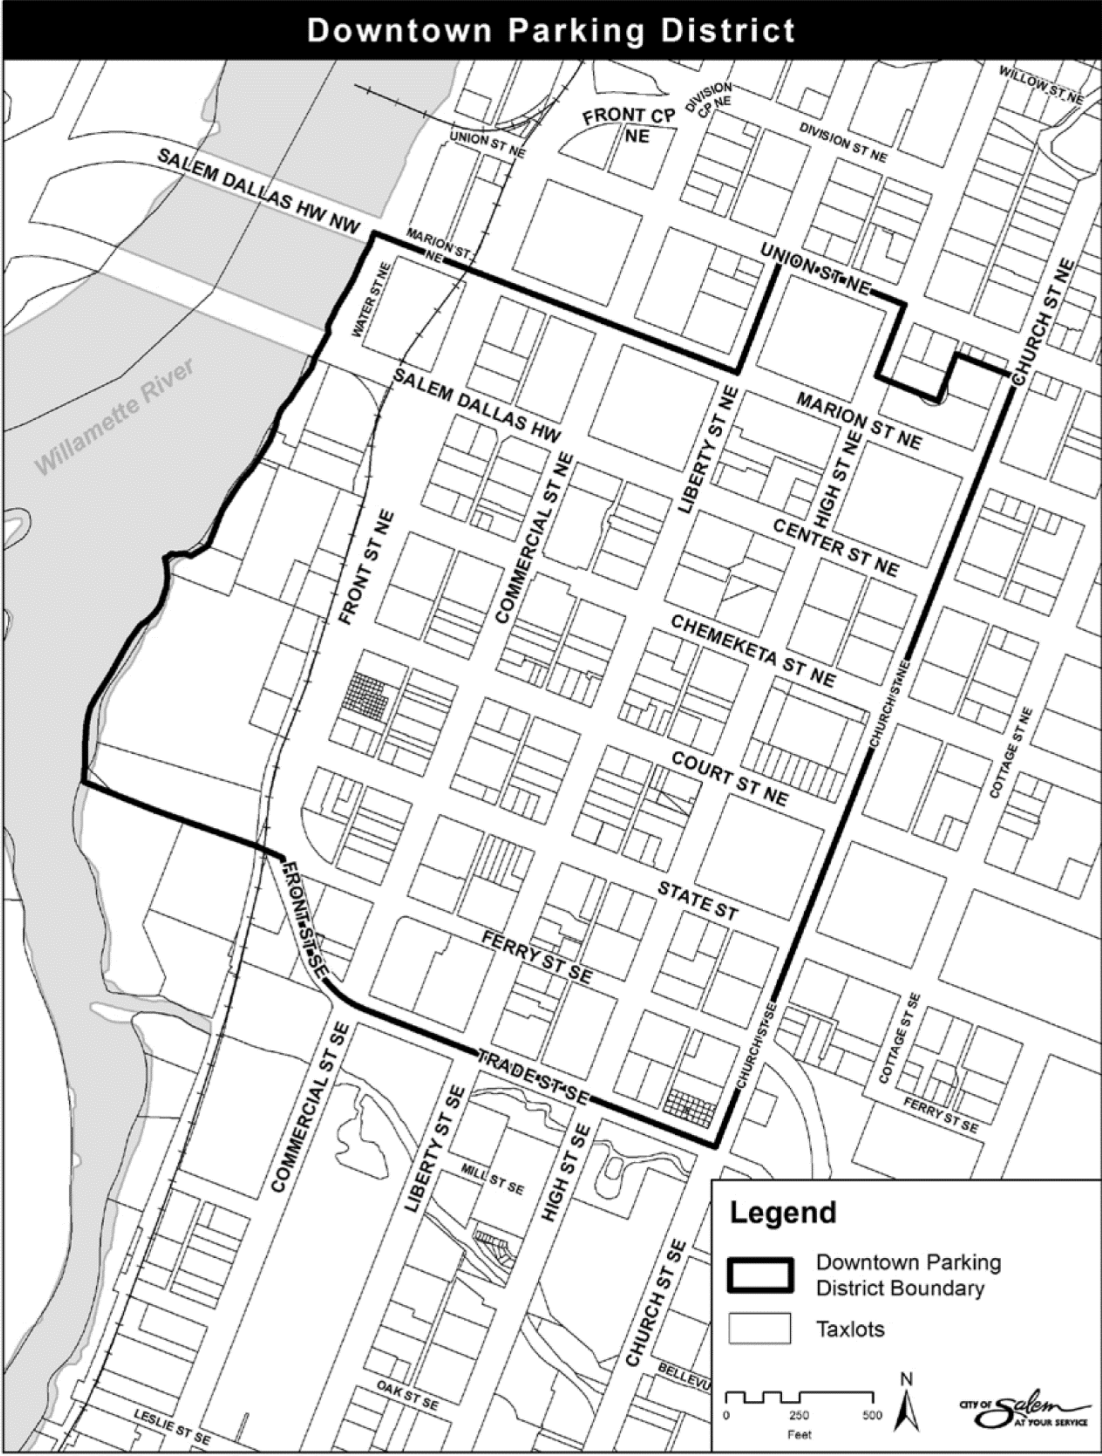 Downtown Parking District
WILLOW ST NE
DIVISION
CP NE
FRONT CP
NE
UNION ST NE
DIVISION ST NE
SALEM DALLAS HW NW
MARION ST
NE
UNION ST NE
WATER ST NE
CHURCH ST NE
Willamette River
SALEM DALLAS HW
LIBERTY ST NE
MARION ST NE
HIGH ST NE
COMMERCIAL ST NE
CENTER ST NE
FRONT ST NE
CHEMEKETA ST NE
CHURCH ST NE
COTTAGE ST NE
COURT ST NE
STATE ST
FRONT ST SE
FERRY ST SE
CHURCH ST SE
COTTAGE ST SE
TRADE ST SE
COMMERCIAL ST SE
LIBERTY ST SE
FERRY ST SE
HIGH ST SE
MILL ST SE
CHURCH ST SE
BELLEVU
OAK ST SE
LESLIE ST SE
Legend
Downtown Parking
District Boundary
Taxlots
N
0 250 500
Feet
CITY OF Salem
AT YOUR SERVICE